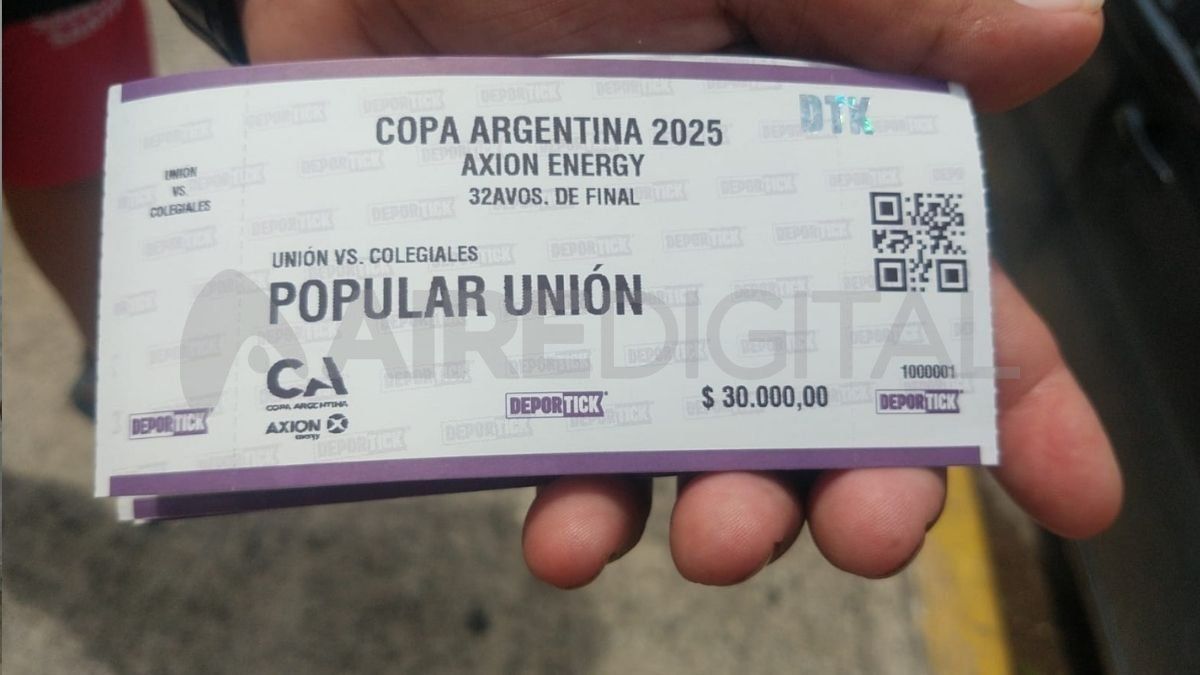 COPA ARGENTINA 2025
DTK
AXION ENERGY
32AVOS. DE FINAL
UNION
VS.
COLEGIALES
UNIÓN VS. COLEGIALES
POPULAR UNIÓN
AIREDIGITAL
CA
COPA ARGENTINA
AXION
energy
DEPORTICK
DEPORTICK
$ 30.000,00
1000001
DEPORTICK